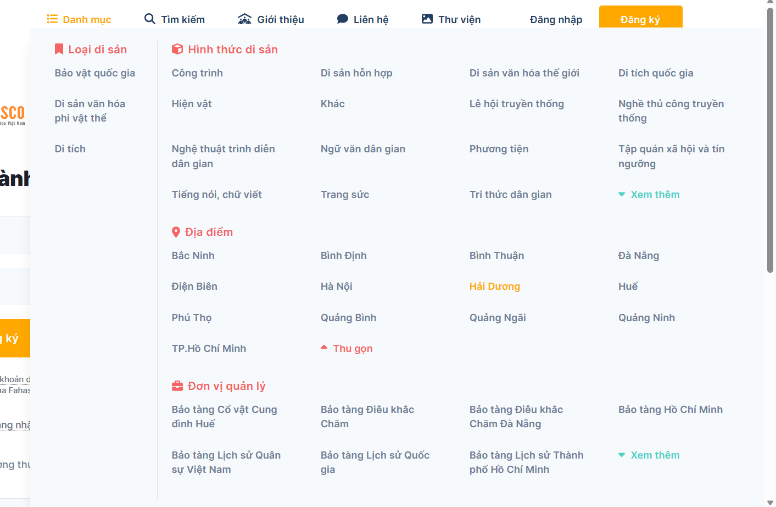 Danh mục
Tìm kiếm
Giới thiệu
Liên hệ
Thư viện
Đăng nhập
Đăng ký
Loại di sản
Bảo vật quốc gia
Di sản văn hóa
phi vật thể
Di tích
Hình thức di sản
Công trình
Di sản hỗn hợp
Di sản văn hóa thế giới
Di tích quốc gia
Hiện vật
Khác
Lễ hội truyền thống
Nghề thủ công truyền
thống
Nghệ thuật trình diễn
dân gian
Ngữ văn dân gian
Phương tiện
Tập quán xã hội và tín
ngưỡng
Tiếng nói, chữ viết
Trang sức
Tri thức dân gian
Xem thêm
Địa điểm
Bắc Ninh
Bình Định
Bình Thuận
Đà Nẵng
Điện Biên
Hà Nội
Hải Dương
Huế
Phú Thọ
Quảng Bình
Quảng Ngãi
Quảng Ninh
TP.Hồ Chí Minh
Thu gọn
Đơn vị quản lý
Bảo tàng Cổ vật Cung
đình Huế
Bảo tàng Điêu khắc
Chăm
Bảo tàng Điêu khắc
Chăm Đà Nẵng
Bảo tàng Hồ Chí Minh
Bảo tàng Lịch sử Quân
sự Việt Nam
Bảo tàng Lịch sử Quốc
gia
Bảo tàng Lịch sử Thành
phố Hồ Chí Minh
Xem thêm
SCO
ành
ký
khoản
Fahas